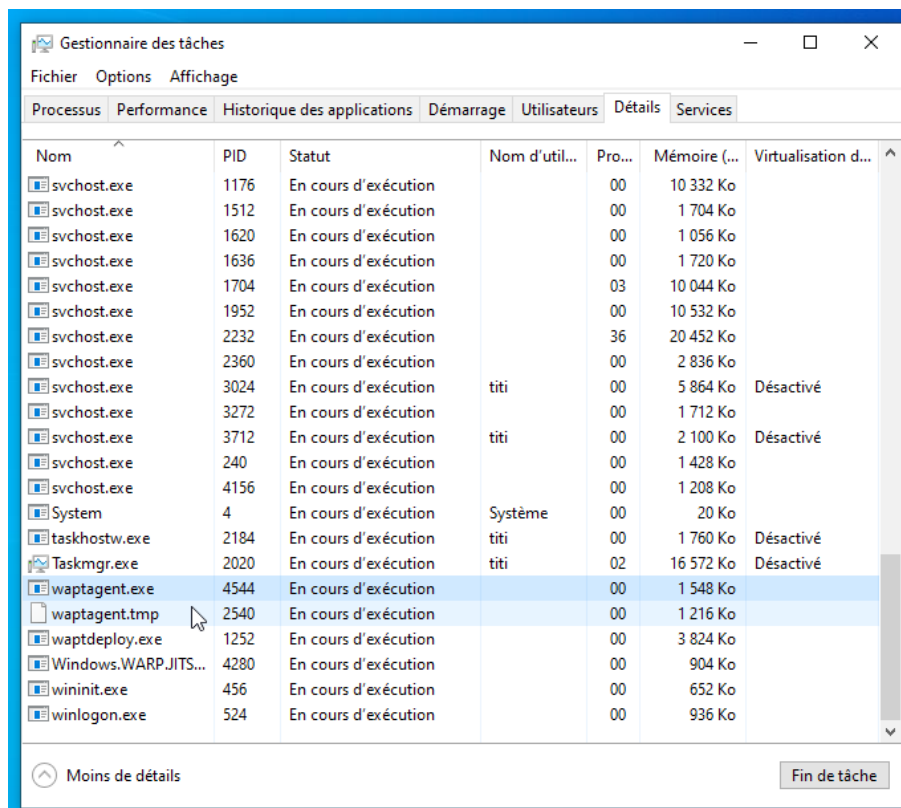 Gestionnaire des tâches
Fichier Options Affichage
Processus Performance Historique des applications Démarrage Utilisateurs Détails Services
Nom PID Statut Nom d'util... Pro... Mémoire (... Virtualisation d...
svchost.exe 1176 En cours d'exécution 00 10 332 Ko
svchost.exe 1512 En cours d'exécution 00 1 704 Ko
svchost.exe 1620 En cours d'exécution 00 1 056 Ko
svchost.exe 1636 En cours d'exécution 00 1 720 Ko
svchost.exe 1704 En cours d'exécution 03 10 044 Ko
svchost.exe 1952 En cours d'exécution 00 10 532 Ko
svchost.exe 2232 En cours d'exécution 36 20 452 Ko
svchost.exe 2360 En cours d'exécution 00 2 836 Ko
svchost.exe 3024 En cours d'exécution titi 00 5 864 Ko Désactivé
svchost.exe 3272 En cours d'exécution 00 1 712 Ko
svchost.exe 3712 En cours d'exécution titi 00 2 100 Ko Désactivé
svchost.exe 240 En cours d'exécution 00 1 428 Ko
svchost.exe 4156 En cours d'exécution 00 1 208 Ko
System 4 En cours d'exécution Système 00 20 Ko
taskhostw.exe 2184 En cours d'exécution titi 00 1 760 Ko Désactivé
Taskmgr.exe 2020 En cours d'exécution titi 02 16 572 Ko Désactivé
waptagent.exe 4544 En cours d'exécution 00 1 548 Ko
waptagent.tmp 2540 En cours d'exécution 00 1 216 Ko
waptdeploy.exe 1252 En cours d'exécution 00 3 824 Ko
Windows.WARP.JITS... 4280 En cours d'exécution 00 904 Ko
wininit.exe 456 En cours d'exécution 00 652 Ko
winlogon.exe 524 En cours d'exécution 00 936 Ko
Moins de détails Fin de tâche